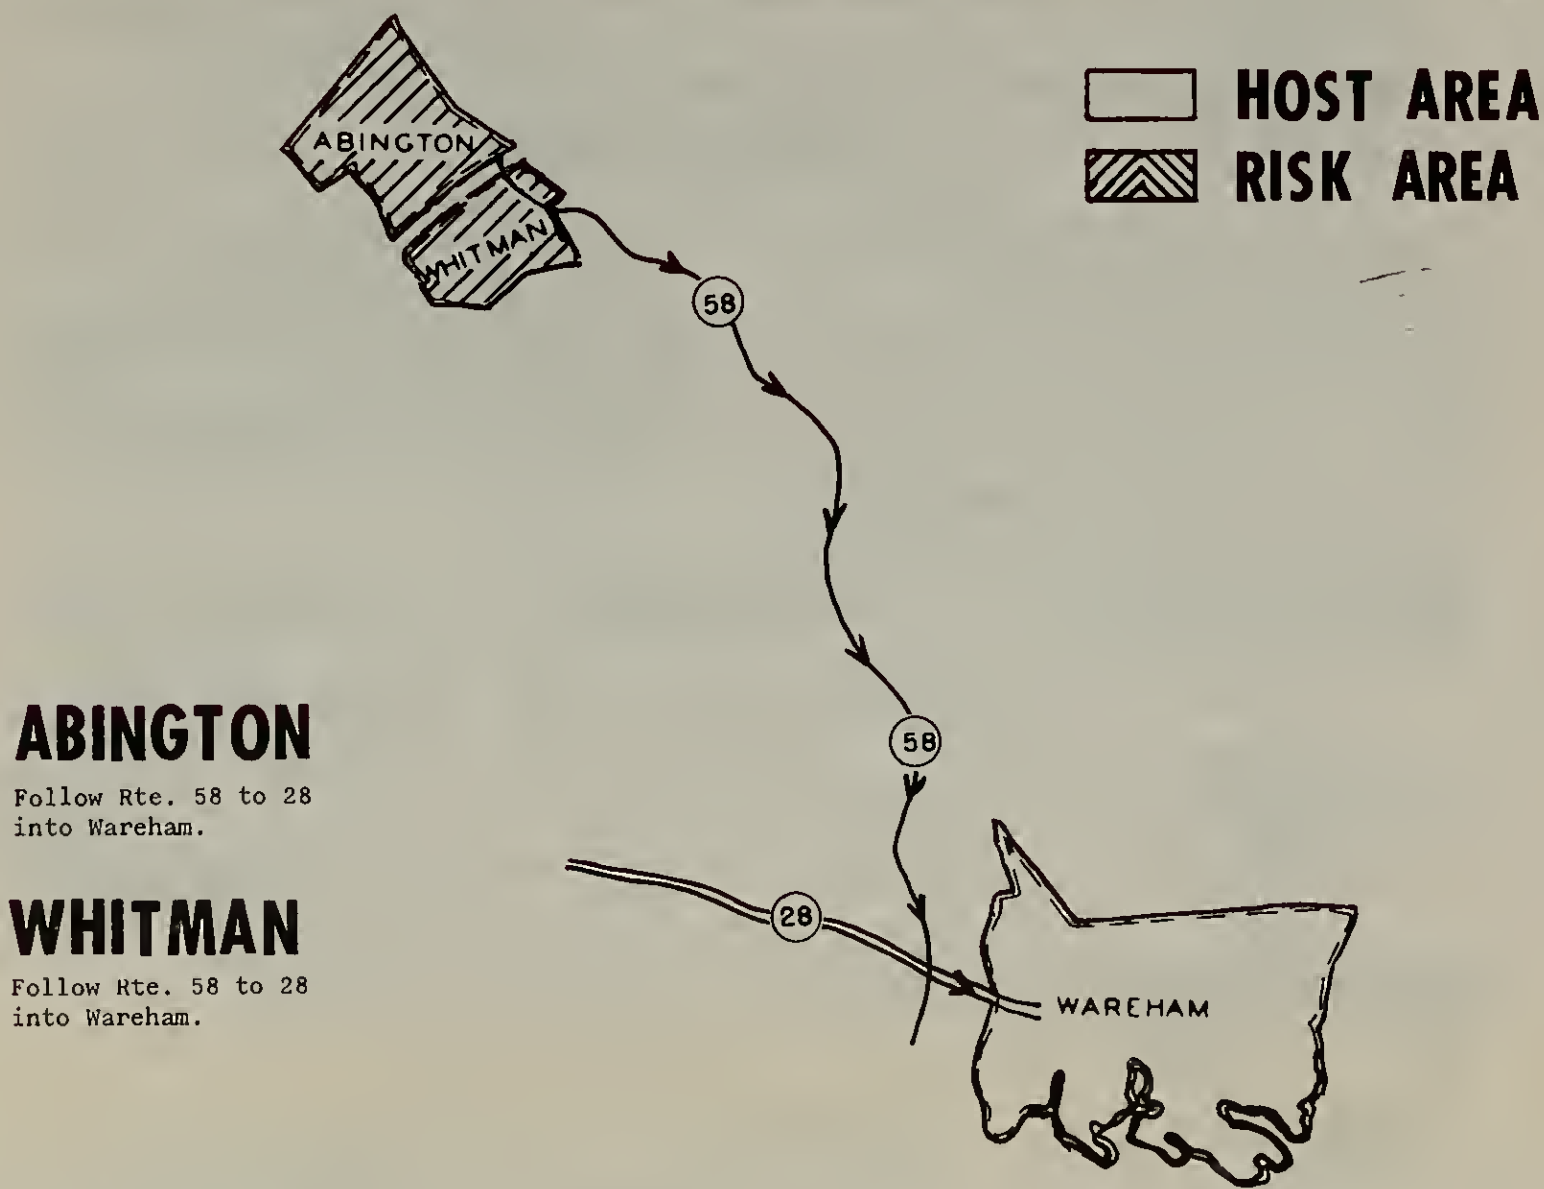 HOST AREA
RISK AREA
ABINGTON
WHITMAN
58
58
ABINGTON
Follow Rte. 58 to 28
into Wareham.
28
WHITMAN
Follow Rte. 58 to 28
into Wareham.
WAREHAM